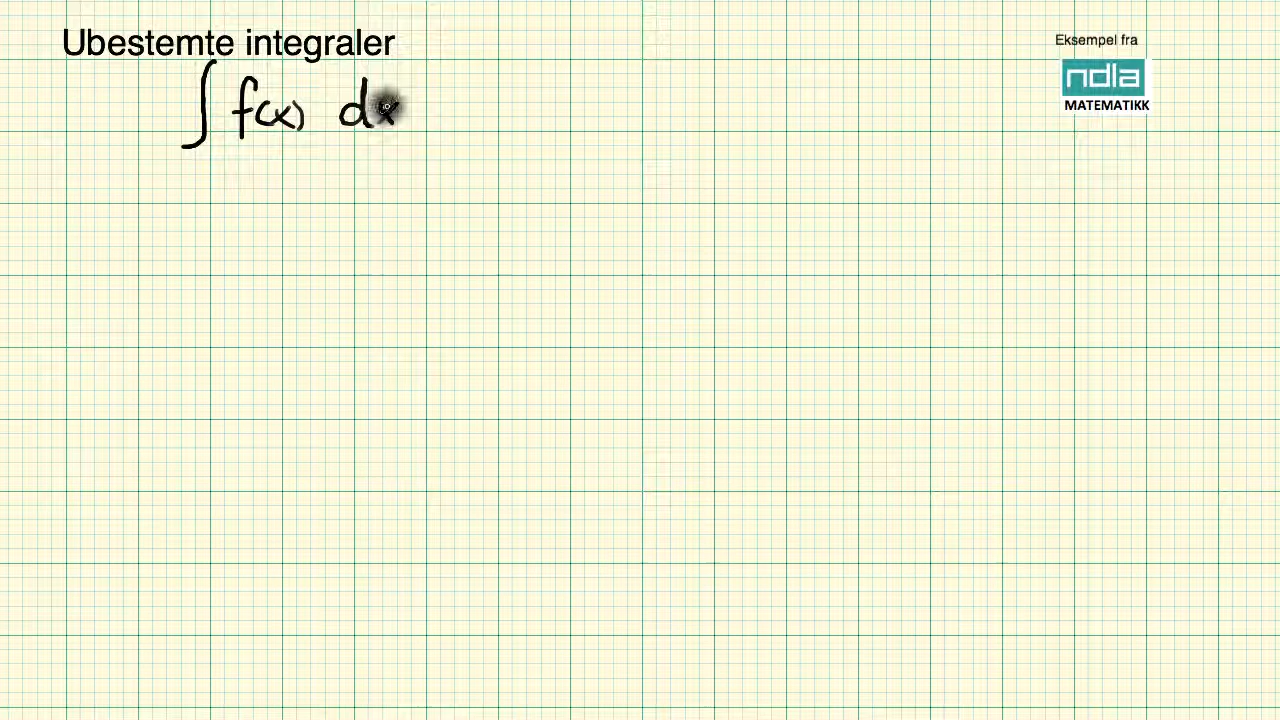 Ubestemte integraler
∫ f(x) dx
Eksempel fra
ndla
MATEMATIKK